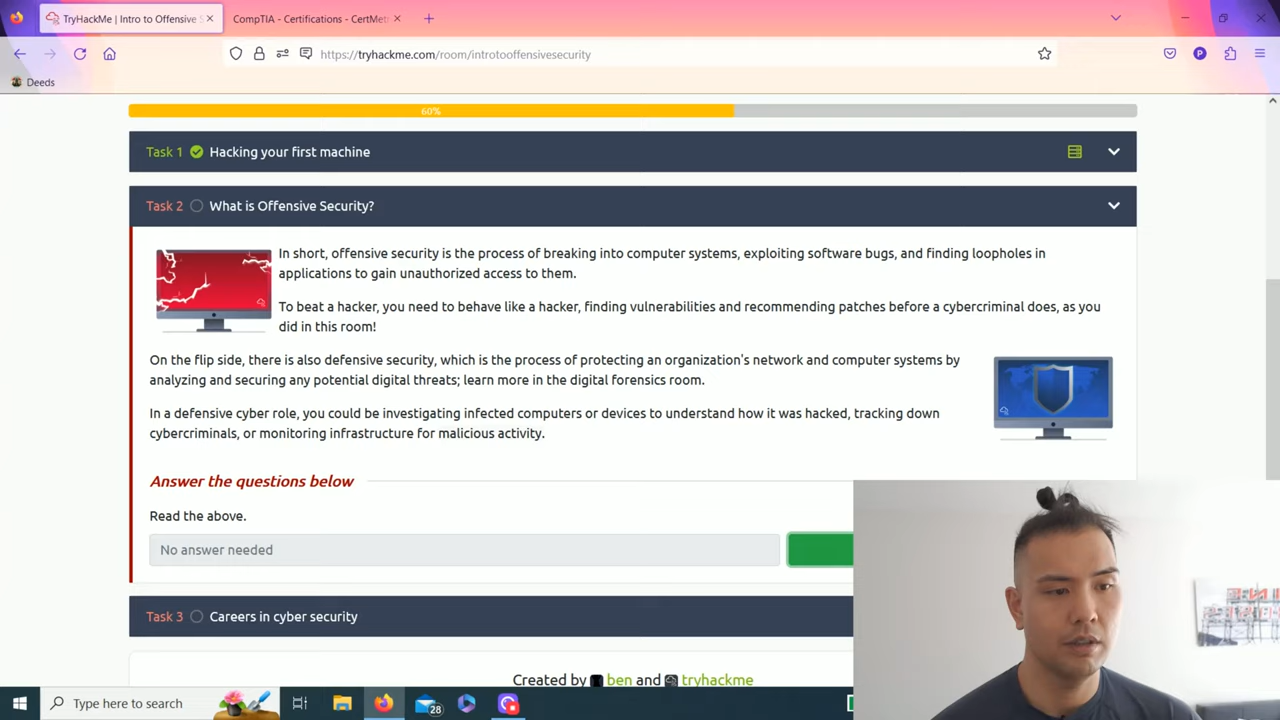 TryHackMe | Intro to Offensive S
CompTIA - Certifications - CertMet
https://tryhackme.com/room/introtooffensivesecurity
P
Deeds
60%
Task 1 Hacking your first machine
Task 2 What is Offensive Security?
In short, offensive security is the process of breaking into computer systems, exploiting software bugs, and finding loopholes in
applications to gain unauthorized access to them.
To beat a hacker, you need to behave like a hacker, finding vulnerabilities and recommending patches before a cybercriminal does, as you
did in this room!
On the flip side, there is also defensive security, which is the process of protecting an organization's network and computer systems by
analyzing and securing any potential digital threats; learn more in the digital forensics room.
In a defensive cyber role, you could be investigating infected computers or devices to understand how it was hacked, tracking down
cybercriminals, or monitoring infrastructure for malicious activity.
Answer the questions below
Read the above.
No answer needed
Task 3 Careers in cyber security
Created by ben and tryhackme
Type here to search
28